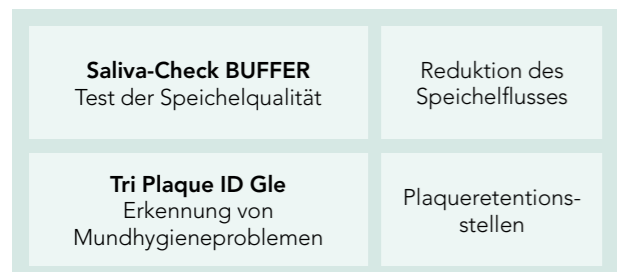 Saliva-Check BUFFER
Test der Speichelqualität
Reduktion des
Speichelflusses
Tri Plaque ID Gle
Erkennung von
Mundhygieneproblemen
Plaqueretentions-
stellen